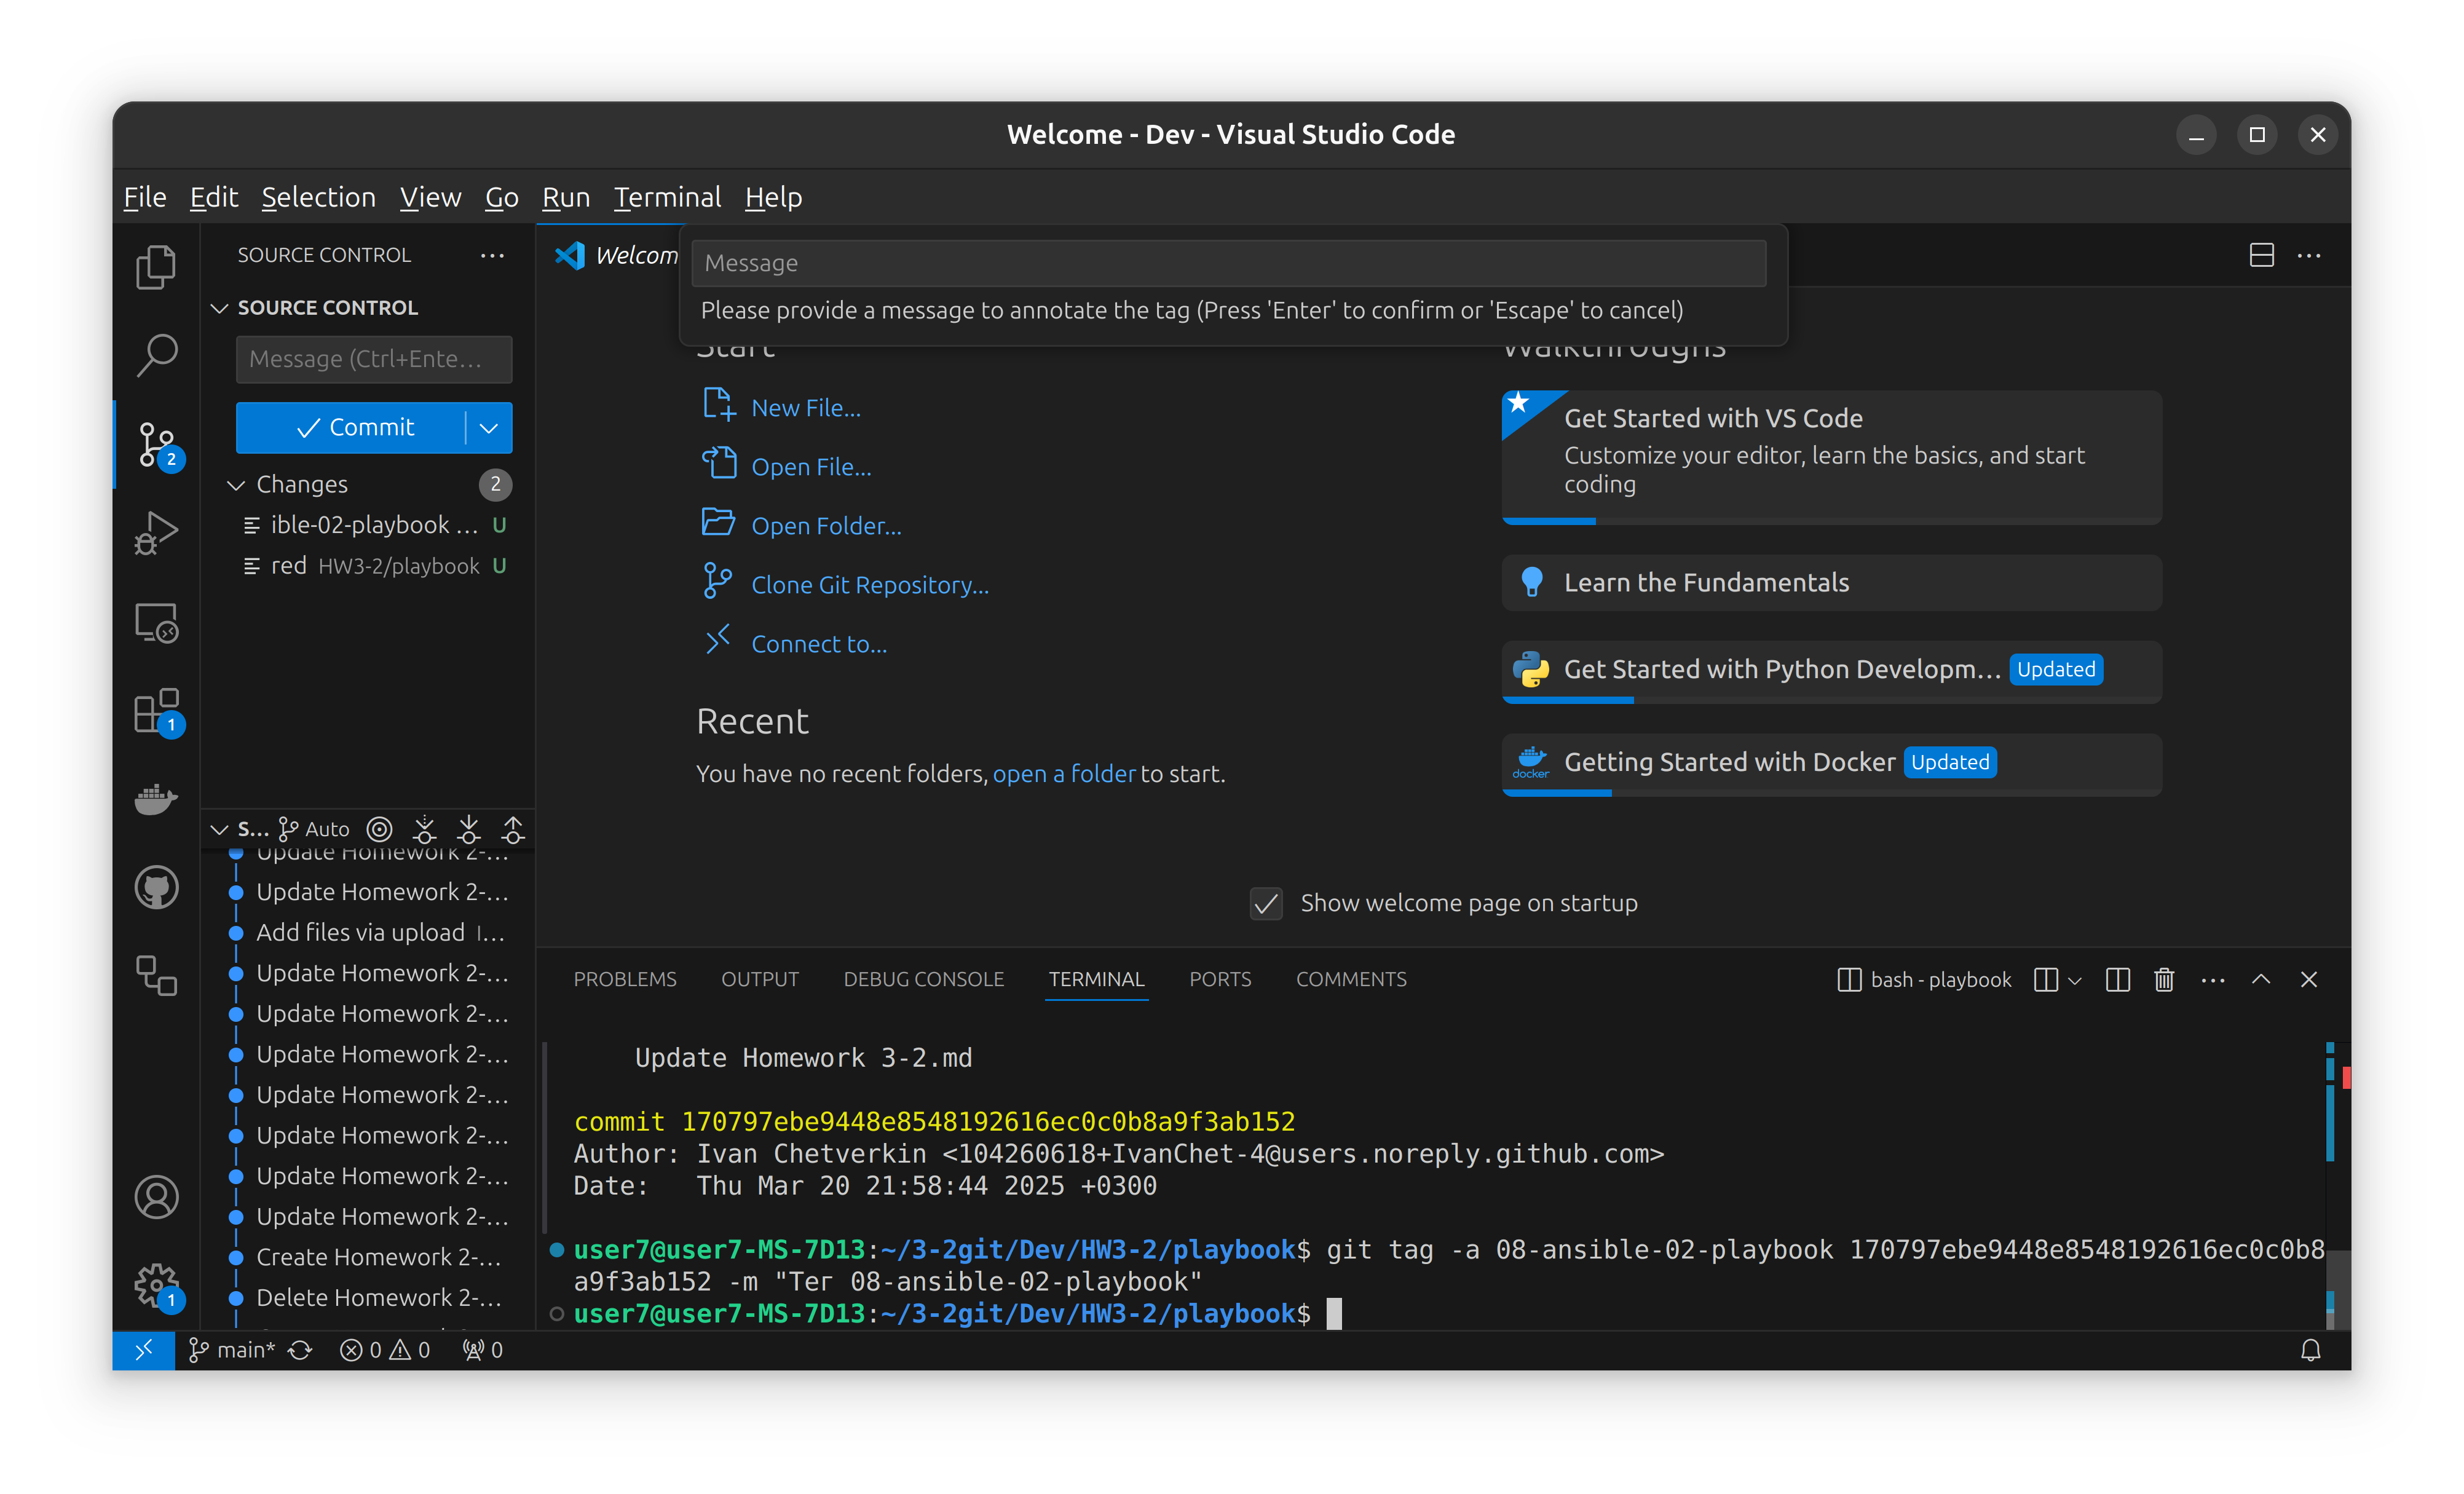 Welcome - Dev - Visual Studio Code
File Edit Selection View Go Run Terminal Help
SOURCE CONTROL
SOURCE CONTROL
Message (Ctrl+Ente...
Commit
Changes 2
ible-02-playbook ... U
red HW3-2/playbook U
2
1
1
S... Auto
Update Homework 2-...
Update Homework 2-...
Add files via upload I...
Update Homework 2-...
Update Homework 2-...
Update Homework 2-...
Update Homework 2-...
Update Homework 2-...
Update Homework 2-...
Update Homework 2-...
Create Homework 2-...
Delete Homework 2-...
Welcom
Message
Please provide a message to annotate the tag (Press 'Enter' to confirm or 'Escape' to cancel)
Start
New File...
Open File...
Open Folder...
Clone Git Repository...
Connect to...
Recent
You have no recent folders, open a folder to start.
Walkthroughs
Get Started with VS Code
Customize your editor, learn the basics, and start
coding
Learn the Fundamentals
Get Started with Python Developm... Updated
docker
Getting Started with Docker Updated
Show welcome page on startup
PROBLEMS OUTPUT DEBUG CONSOLE TERMINAL PORTS COMMENTS
bash - playbook
Update Homework 3-2.md
commit 170797ebe9448e8548192616ec0c0b8a9f3ab152
Author: Ivan Chetverkin <104260618+IvanChet-4@users.noreply.github.com>
Date:   Thu Mar 20 21:58:44 2025 +0300
user7@user7-MS-7D13:~/3-2git/Dev/HW3-2/playbook$ git tag -a 08-ansible-02-playbook 170797ebe9448e8548192616ec0c0b8
a9f3ab152 -m "Ter 08-ansible-02-playbook"
user7@user7-MS-7D13:~/3-2git/Dev/HW3-2/playbook$
main* 0 0 0